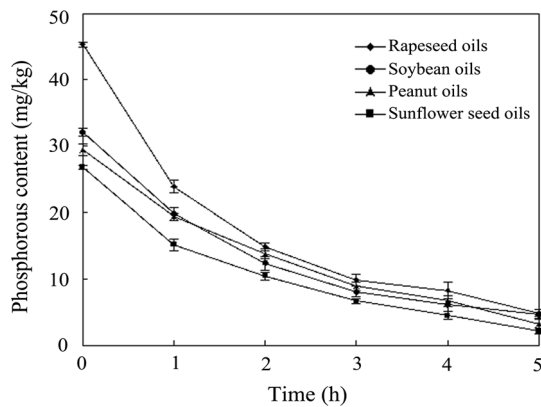 50
40
30
20
10
0
Phosphorous content (mg/kg)
Rapeseed oils
Soybean oils
Peanut oils
Sunflower seed oils
0 1 2 3 4 5
Time (h)